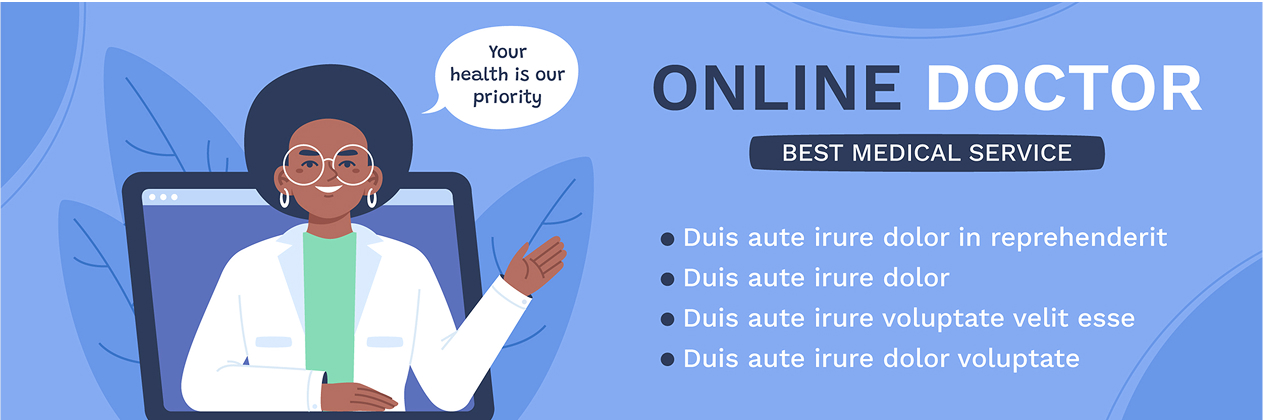 Your
health is our
priority
ONLINE DOCTOR
BEST MEDICAL SERVICE
Duis aute irure dolor in reprehenderit
Duis aute irure dolor
Duis aute irure voluptate velit esse
Duis aute irure dolor voluptate